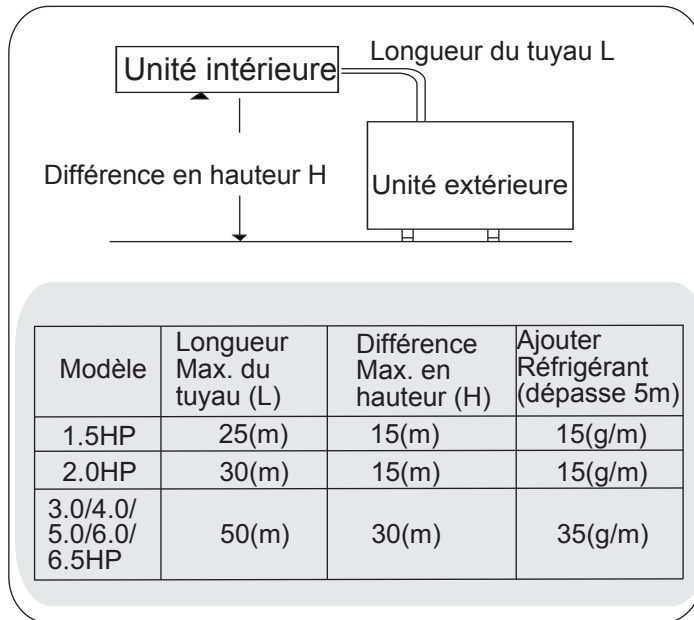 Longueur du tuyau L
Unité intérieure
Différence en hauteur H
Unité extérieure
Modèle
Longueur
Max. du
tuyau (L)
Différence
Max. en
hauteur (H)
Ajouter
Réfrigérant
(dépasse 5m)
1.5HP 25(m) 15(m) 15(g/m)
2.0HP 30(m) 15(m) 15(g/m)
3.0/4.0/
5.0/6.0/ 50(m) 30(m) 35(g/m)
6.5HP